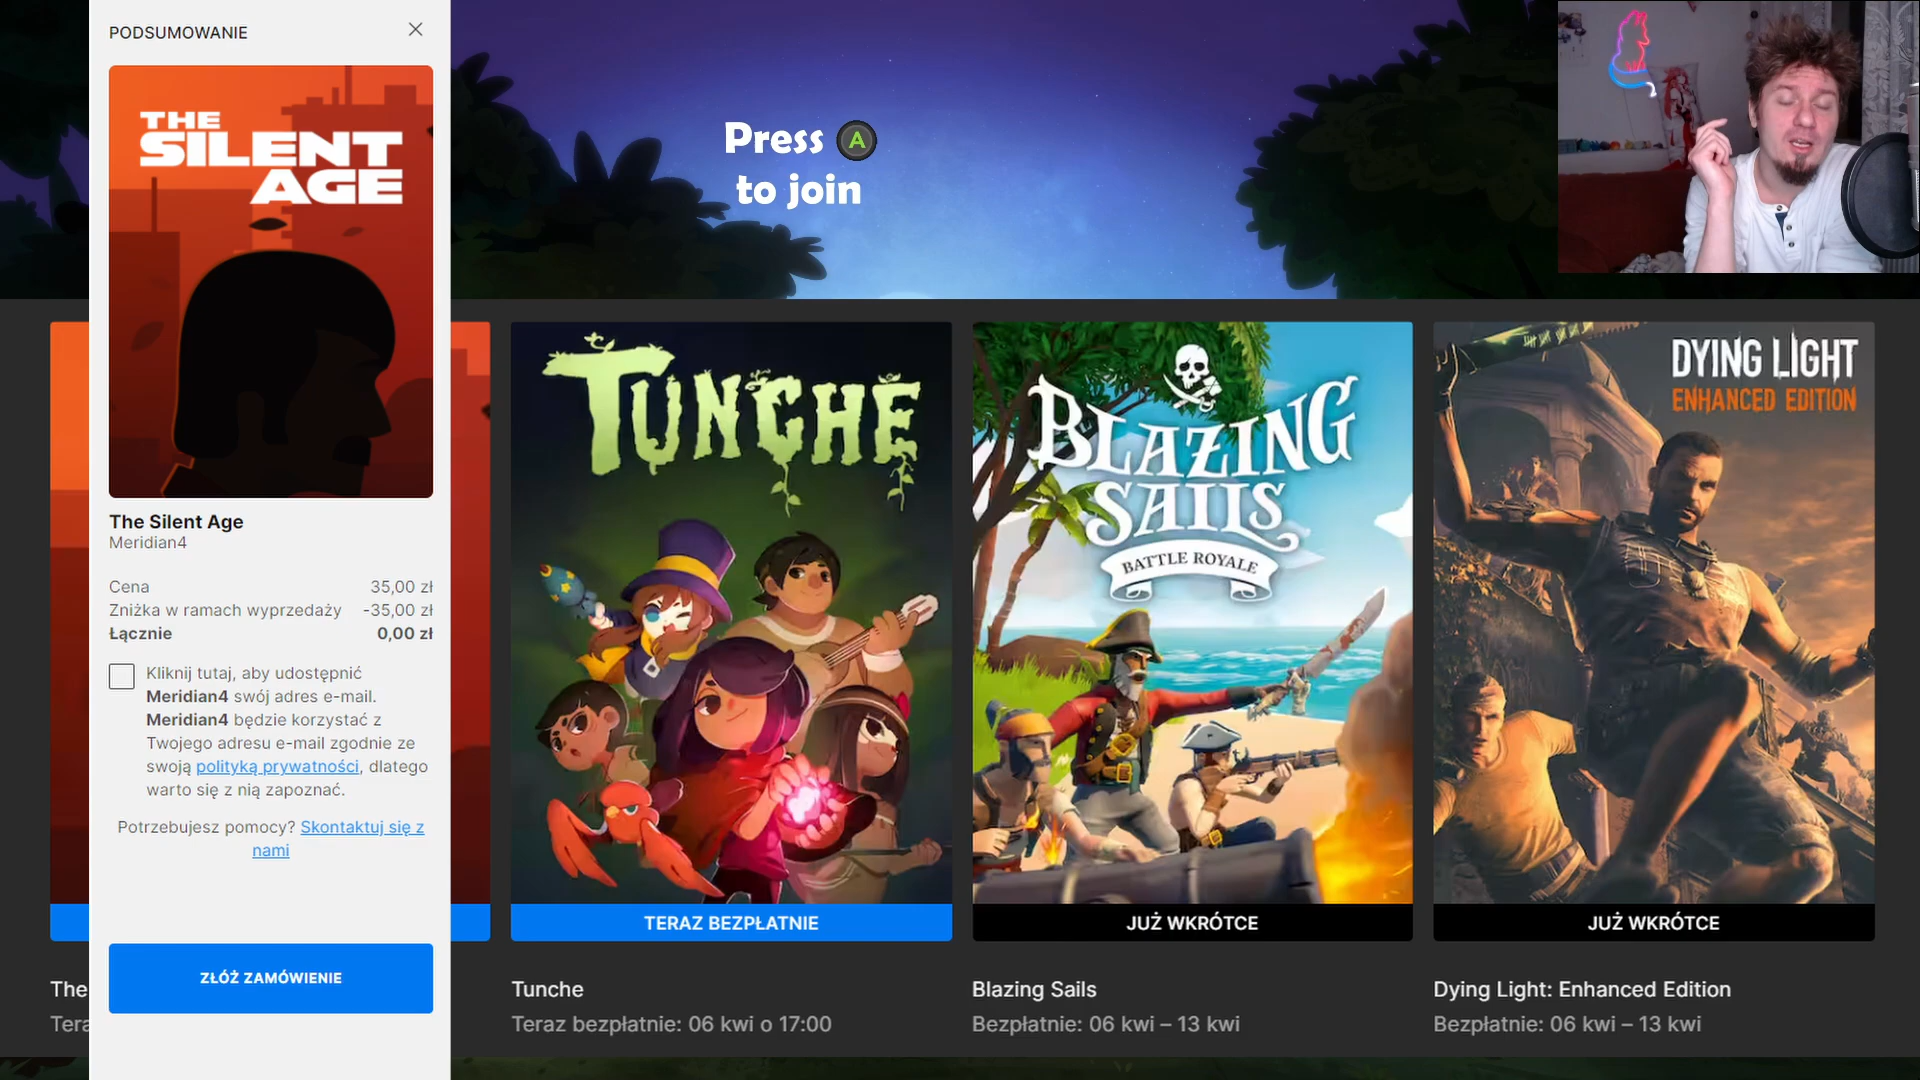 PODSUMOWANIE
THE
SILENT
AGE
The Silent Age
Meridian4
Cena 35,00 zł
Zniżka w ramach wyprzedaży -35,00 zł
Łącznie 0,00 zł
Kliknij tutaj, aby udostępnić
Meridian4 swój adres e-mail.
Meridian4 będzie korzystać z
Twojego adresu e-mail zgodnie ze
swoją polityką prywatności, dlatego
warto się z nią zapoznać.
Potrzebujesz pomocy? Skontaktuj się z
nami
ZŁÓŻ ZAMÓWIENIE
Press A
to join
The
Tera
TUNCHE
TERAZ BEZPŁATNIE
Tunche
Teraz bezpłatnie: 06 kwi o 17:00
BLAZING
SAILS
BATTLE ROYALE
JUŻ WKRÓTCE
Blazing Sails
Bezpłatnie: 06 kwi – 13 kwi
DYING LIGHT
ENHANCED EDITION
JUŻ WKRÓTCE
Dying Light: Enhanced Edition
Bezpłatnie: 06 kwi – 13 kwi